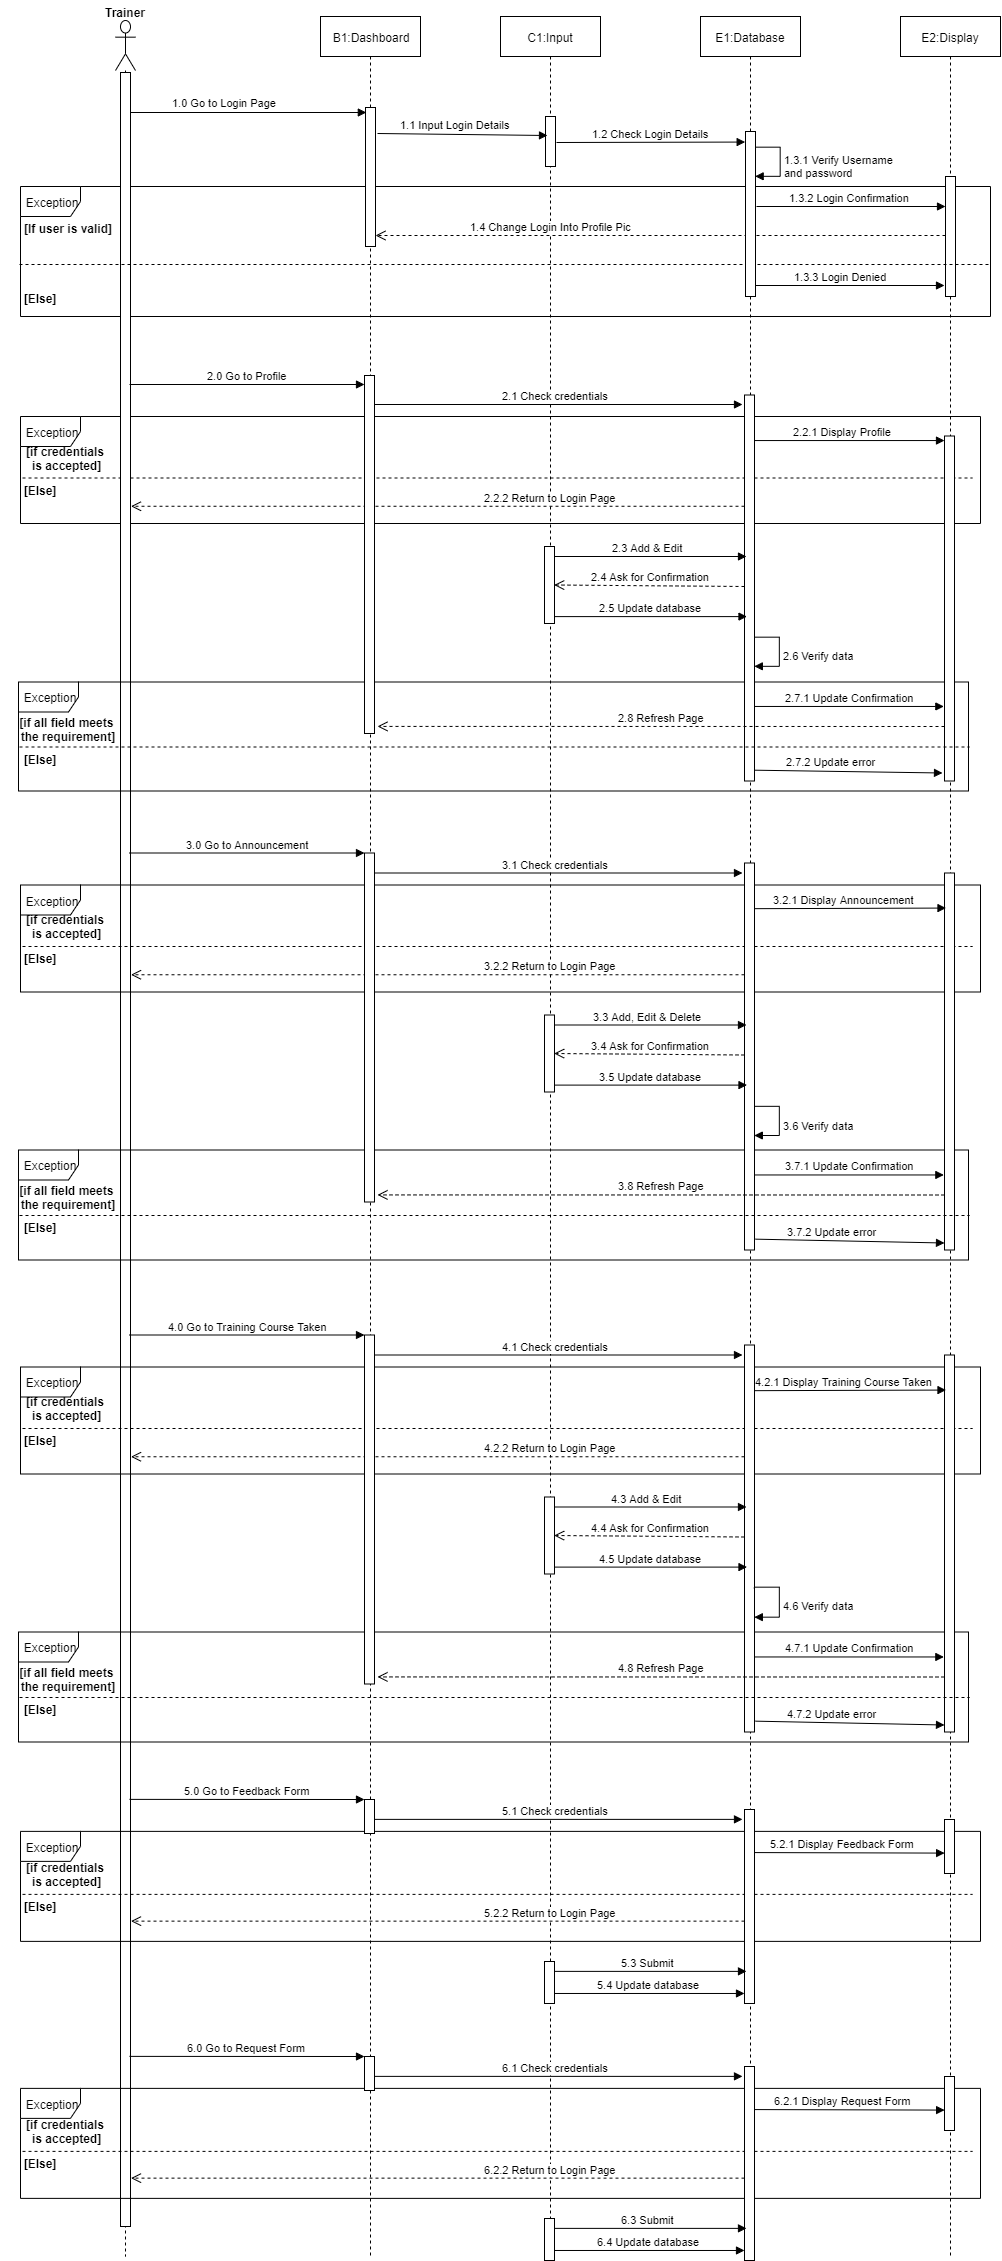 Trainer
B1:Dashboard
C1:Input
E1:Database
E2:Display
1.0 Go to Login Page
1.1 Input Login Details
1.2 Check Login Details
1.3.1 Verify Username
and password
Exception
1.3.2 Login Confirmation
[If user is valid]
1.4 Change Login Into Profile Pic
1.3.3 Login Denied
[Else]
2.0 Go to Profile
2.1 Check credentials
Exception
2.2.1 Display Profile
[if credentials
is accepted]
[Else]
2.2.2 Return to Login Page
2.3 Add & Edit
2.4 Ask for Confirmation
2.5 Update database
2.6 Verify data
Exception
2.7.1 Update Confirmation
[if all field meets
the requirement]
2.8 Refresh Page
[Else]
2.7.2 Update error
3.0 Go to Announcement
3.1 Check credentials
Exception
3.2.1 Display Announcement
[if credentials
is accepted]
[Else]
3.2.2 Return to Login Page
3.3 Add, Edit & Delete
3.4 Ask for Confirmation
3.5 Update database
3.6 Verify data
Exception
3.7.1 Update Confirmation
[if all field meets
the requirement]
3.8 Refresh Page
[Else]
3.7.2 Update error
4.0 Go to Training Course Taken
4.1 Check credentials
Exception
4.2.1 Display Training Course Taken
[if credentials
is accepted]
[Else]
4.2.2 Return to Login Page
4.3 Add & Edit
4.4 Ask for Confirmation
4.5 Update database
4.6 Verify data
Exception
4.7.1 Update Confirmation
[if all field meets
the requirement]
4.8 Refresh Page
[Else]
4.7.2 Update error
5.0 Go to Feedback Form
5.1 Check credentials
Exception
5.2.1 Display Feedback Form
[if credentials
is accepted]
[Else]
5.2.2 Return to Login Page
5.3 Submit
5.4 Update database
6.0 Go to Request Form
6.1 Check credentials
Exception
6.2.1 Display Request Form
[if credentials
is accepted]
[Else]
6.2.2 Return to Login Page
6.3 Submit
6.4 Update database